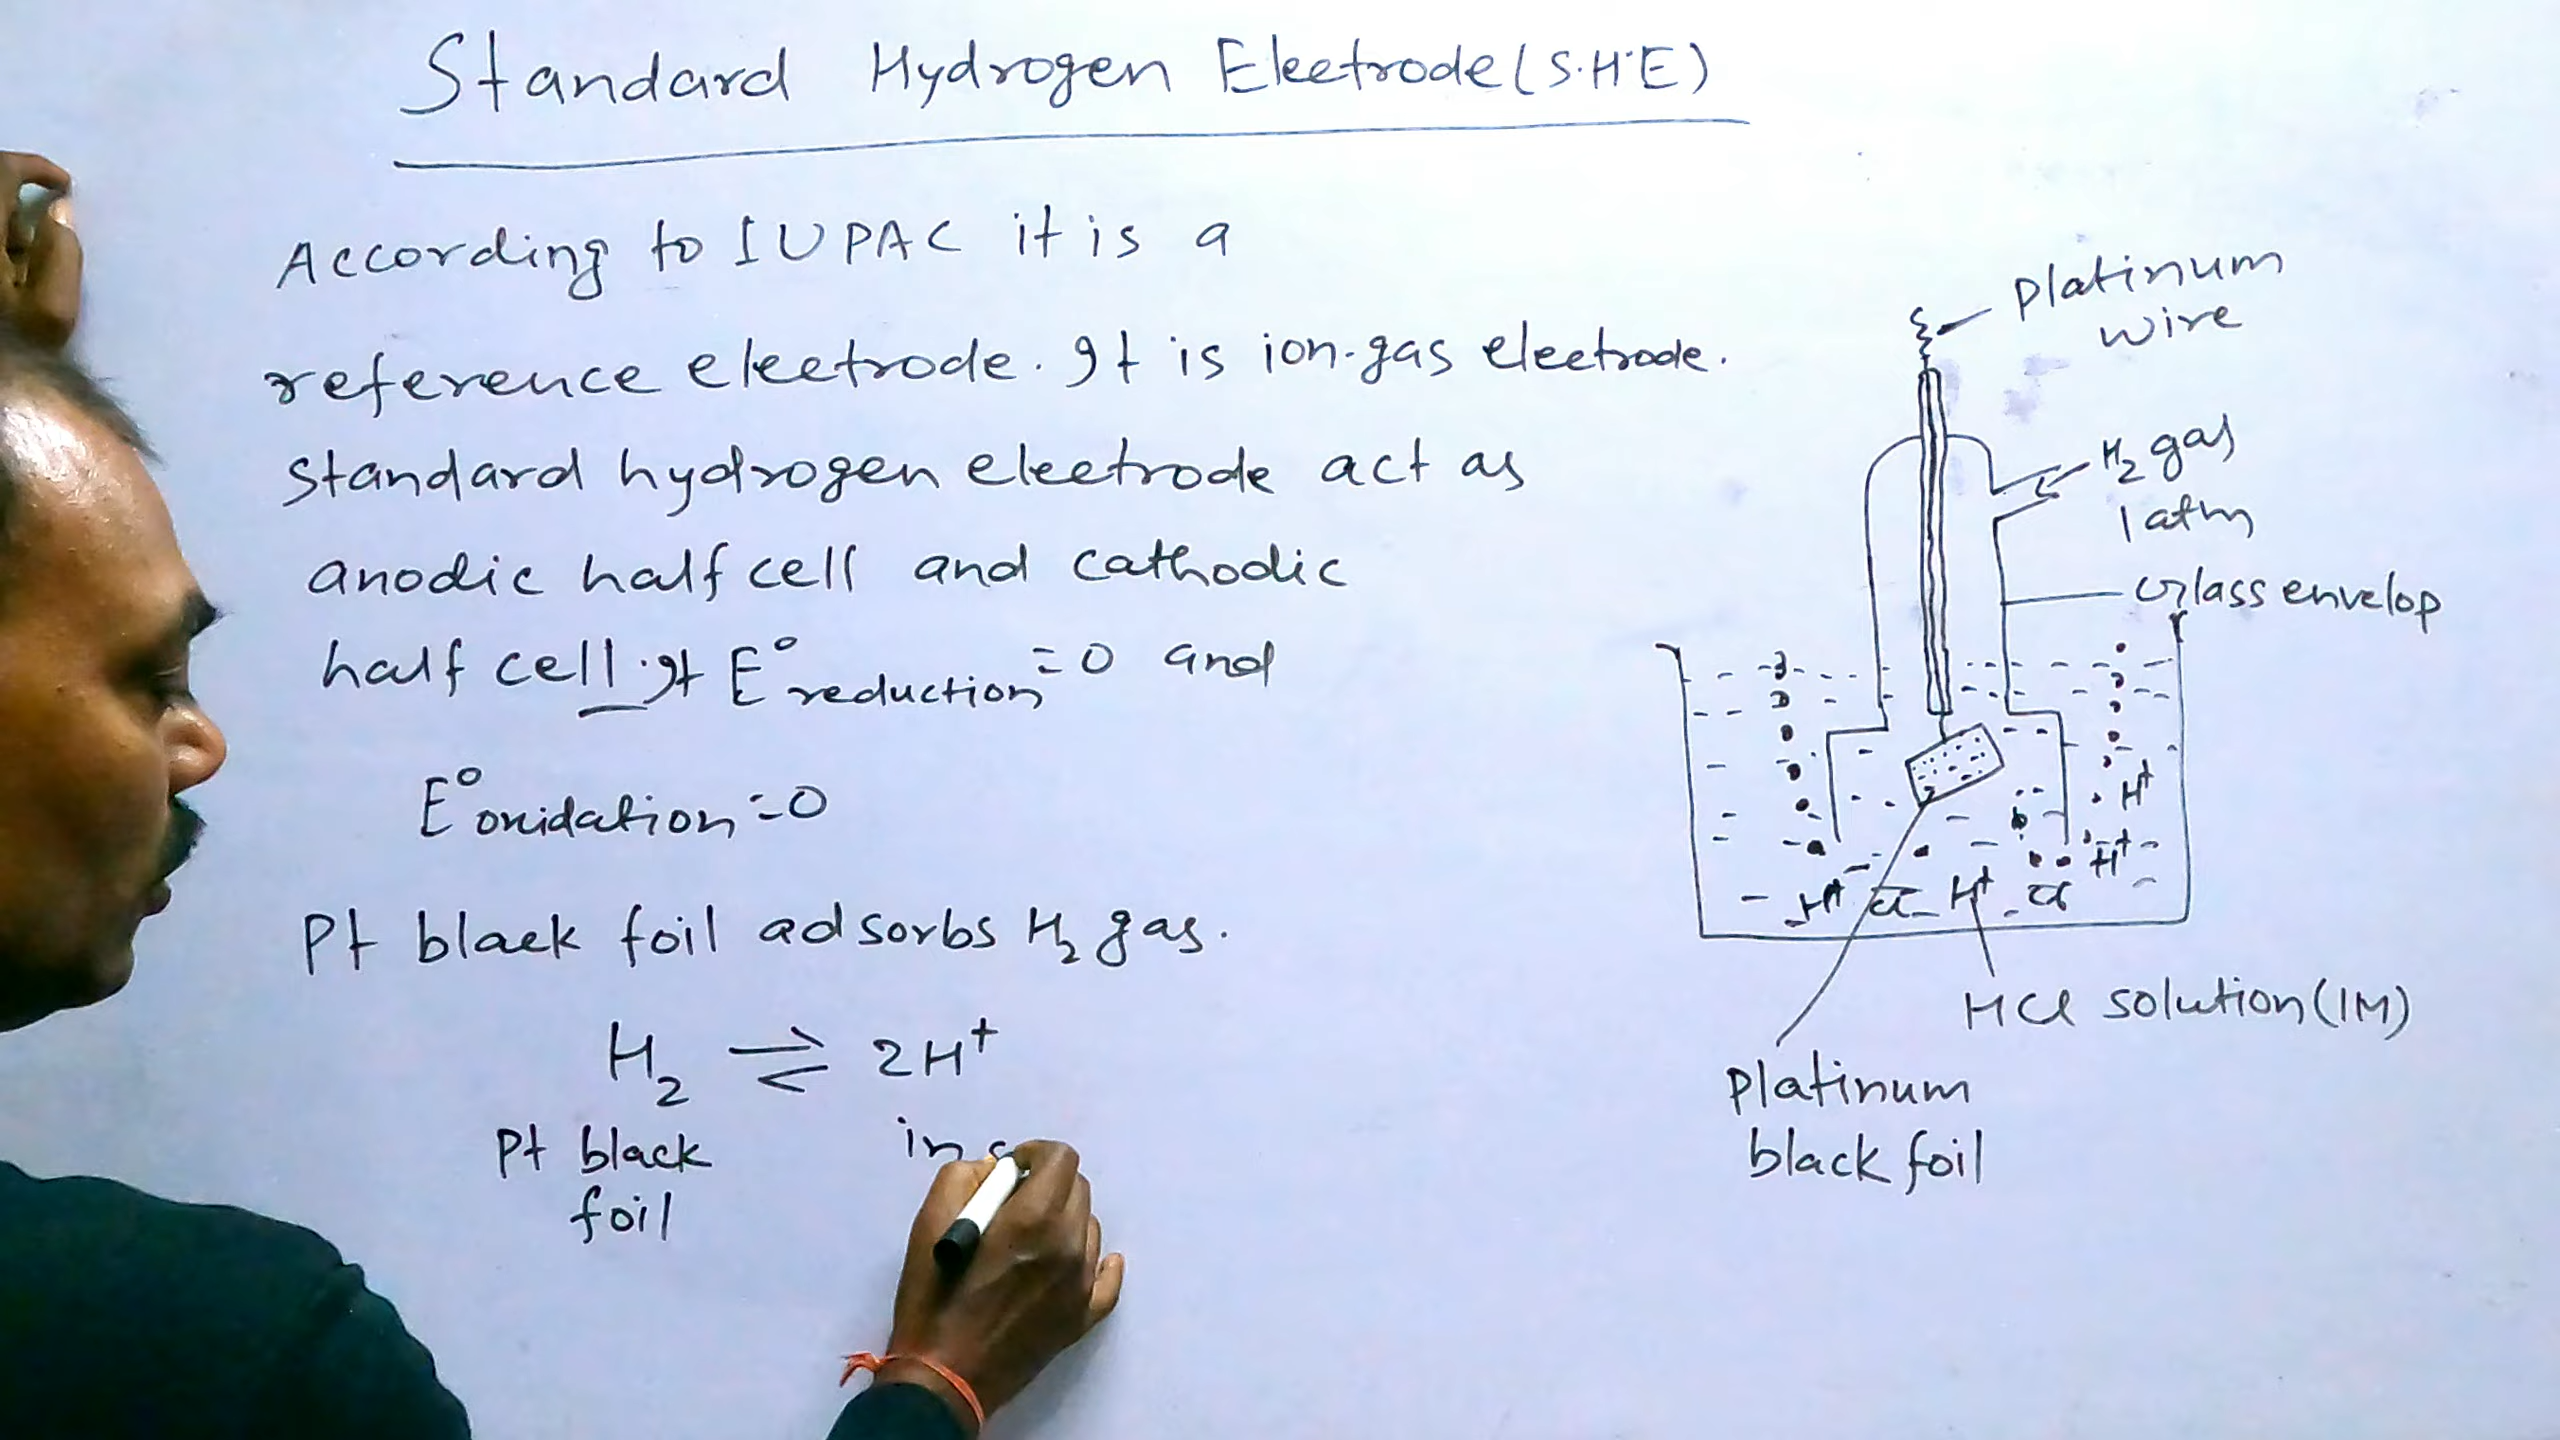 Standard Hydrogen Electrode (S.H.E)
According to IUPAC it is a
reference electrode. It is ion-gas electrode.
Standard hydrogen electrode act as
anodic half cell and cathodic
half cell. It E° reduction = 0 and
E° oxidation = 0
Pt black foil adsorbs H₂ gas.
H₂ ⇌ 2H⁺
Pt black in
foil
Platinum
wire
H₂ gas
1 atm
Glass envelop
H⁺
H⁺
H⁺ Cl⁻ H⁺ Cl⁻
HCl solution (1M)
Platinum
black foil